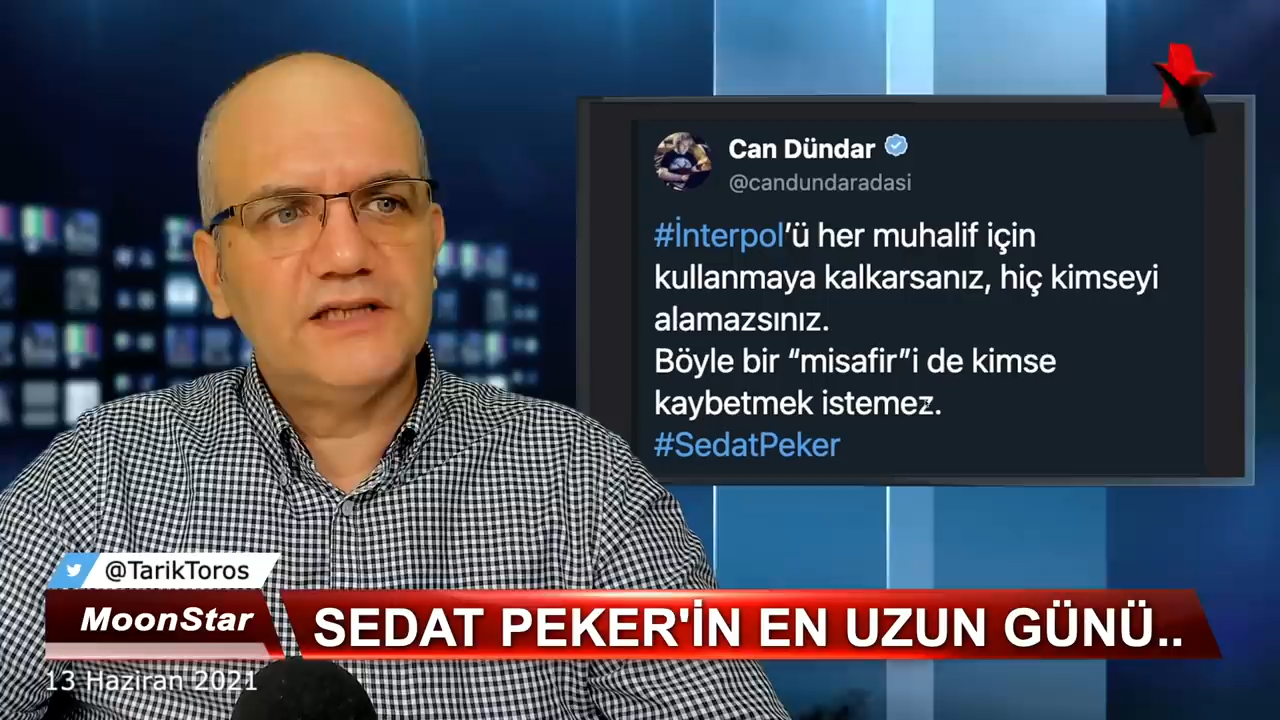 Can Dündar
@candundaradasi
#İnterpol’ü her muhalif için
kullanmaya kalkarsanız, hiç kimseyi
alamazsınız.
Böyle bir “misafir”i de kimse
kaybetmek istemez.
#SedatPeker
@TarikToros
MoonStar
SEDAT PEKER'İN EN UZUN GÜNÜ..
13 Haziran 2021